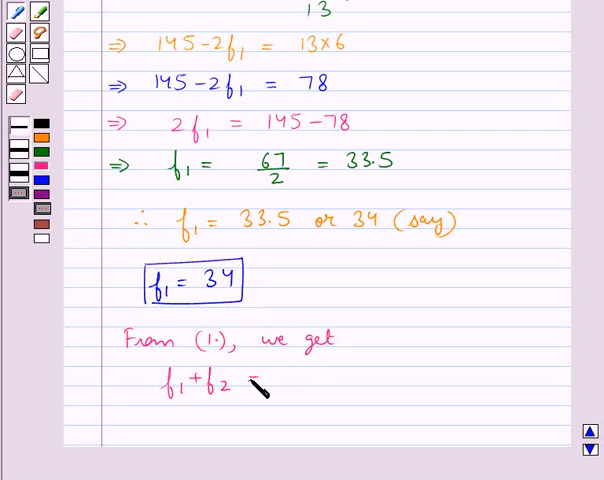 13
⇒ 145-2f₁ = 13×6
⇒ 145-2f₁ = 78
⇒ 2f₁ = 145-78
⇒ f₁ = 67/2 = 33.5
∴ f₁ = 33.5 or 34 (say)
f₁ = 34
From (1.), we get
f₁+f₂ =